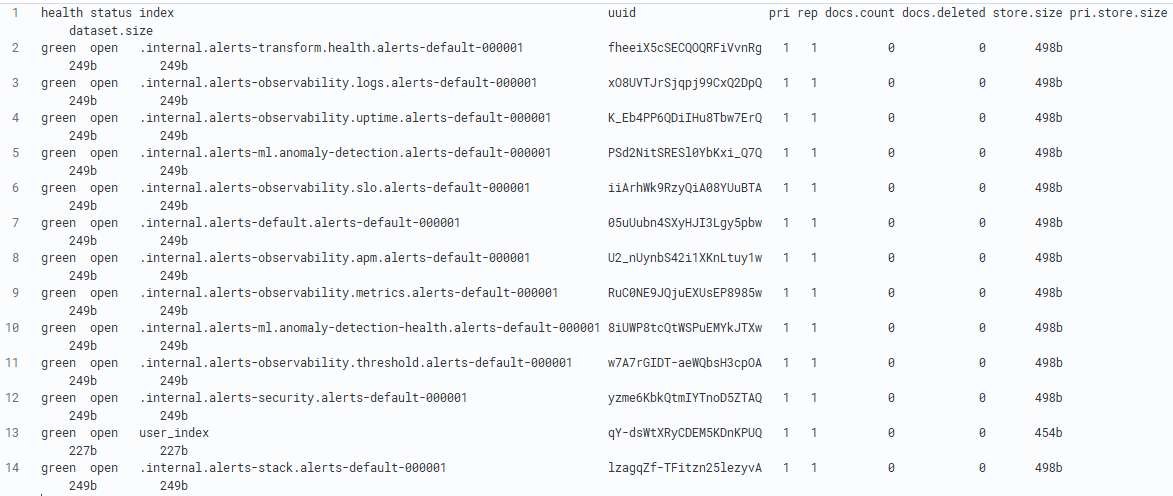 1 health status index uuid pri rep docs.count docs.deleted store.size pri.store.size
dataset.size
2 green open .internal.alerts-transform.health.alerts-default-000001 fheeiX5cSECQOQRFiVvnRg 1 1 0 0 498b
249b 249b
3 green open .internal.alerts-observability.logs.alerts-default-000001 xO8UVTJrSjqpj99CxQ2DpQ 1 1 0 0 498b
249b 249b
4 green open .internal.alerts-observability.uptime.alerts-default-000001 K_Eb4PP6QDiIHu8Tbw7ErQ 1 1 0 0 498b
249b 249b
5 green open .internal.alerts-ml.anomaly-detection.alerts-default-000001 PSd2NitSRESl0YbKxi_Q7Q 1 1 0 0 498b
249b 249b
6 green open .internal.alerts-observability.slo.alerts-default-000001 iiArhWk9RzyQiA08YUuBTA 1 1 0 0 498b
249b 249b
7 green open .internal.alerts-default.alerts-default-000001 05uUubn4SXyHJI3Lgy5pbw 1 1 0 0 498b
249b 249b
8 green open .internal.alerts-observability.apm.alerts-default-000001 U2_nUynbS42i1XKnLtuy1w 1 1 0 0 498b
249b 249b
9 green open .internal.alerts-observability.metrics.alerts-default-000001 RuC0NE9JQjuEXUsEP8985w 1 1 0 0 498b
249b 249b
10 green open .internal.alerts-ml.anomaly-detection-health.alerts-default-000001 8iUWP8tcQtWSPuEMYkJTXw 1 1 0 0 498b
249b 249b
11 green open .internal.alerts-observability.threshold.alerts-default-000001 w7A7rGIDT-aeWQbsH3cpOA 1 1 0 0 498b
249b 249b
12 green open .internal.alerts-security.alerts-default-000001 yzme6KbkQtmIYTnoD5ZTAQ 1 1 0 0 498b
249b 249b
13 green open user_index qY-dsWtXRyCDEM5KDnKPUQ 1 1 0 0 454b
227b 227b
14 green open .internal.alerts-stack.alerts-default-000001 lzagqZf-TFitzn25lezyvA 1 1 0 0 498b
249b 249b